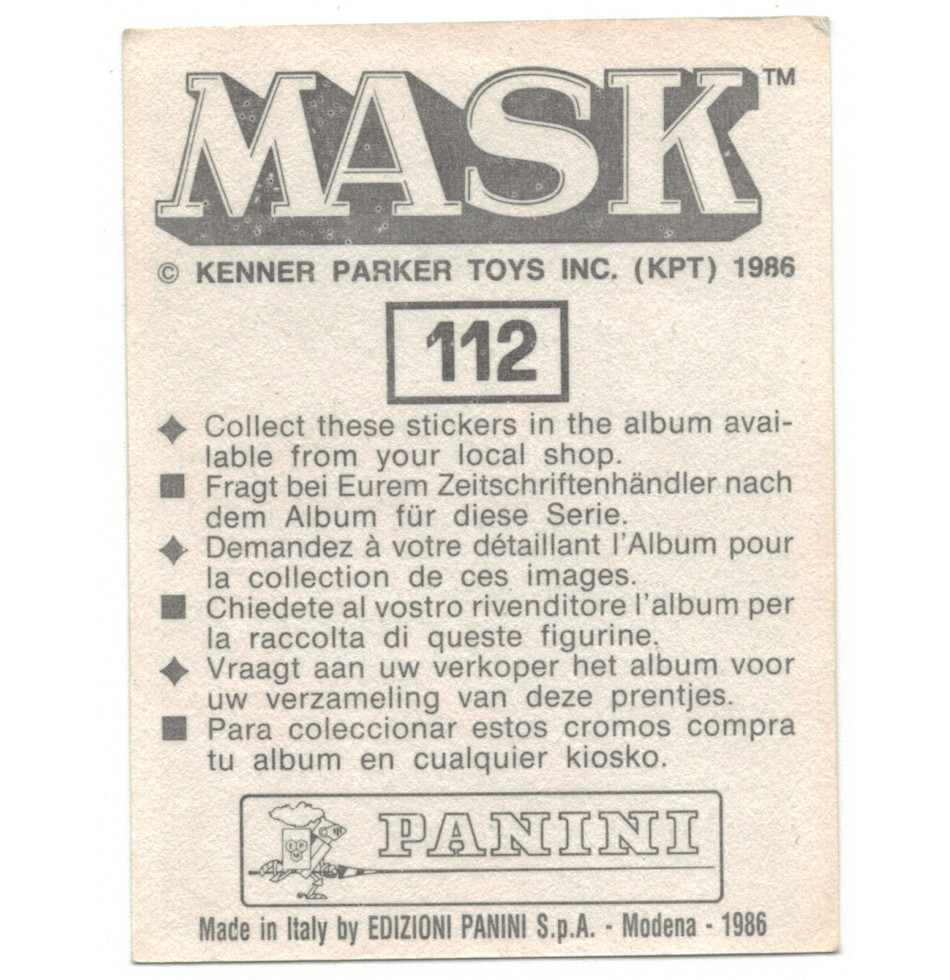 MASK™
© KENNER PARKER TOYS INC. (KPT) 1986
112
◆ Collect these stickers in the album avai-
lable from your local shop.
■ Fragt bei Eurem Zeitschriftenhändler nach
dem Album für diese Serie.
◆ Demandez à votre détaillant l'Album pour
la collection de ces images.
■ Chiedete al vostro rivenditore l'album per
la raccolta di queste figurine.
◆ Vraagt aan uw verkoper het album voor
uw verzameling van deze prentjes.
■ Para coleccionar estos cromos compra
tu album en cualquier kiosko.
PANINI
Made in Italy by EDIZIONI PANINI S.p.A. - Modena - 1986